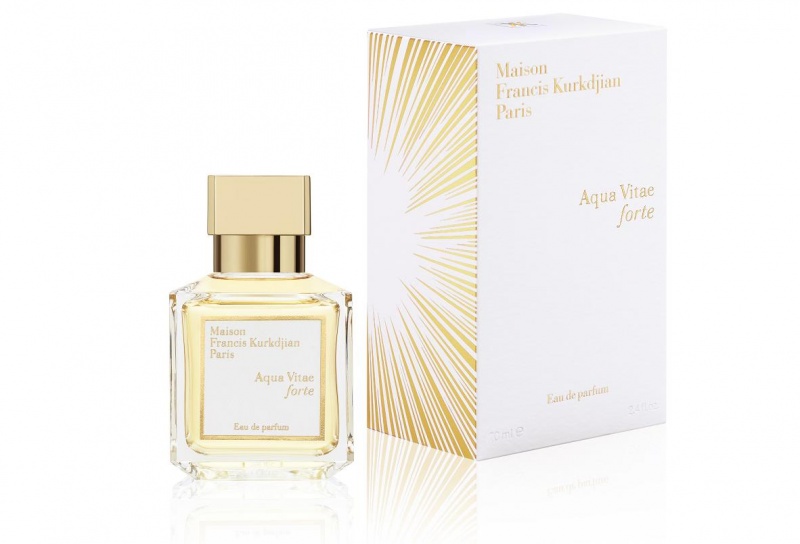 Maison
Francis Kurkdjian
Paris
Aqua Vitae
forte
Eau de parfum
Maison
Francis Kurkdjian
Paris
Aqua Vitae
forte
Eau de parfum
70 ml ℮